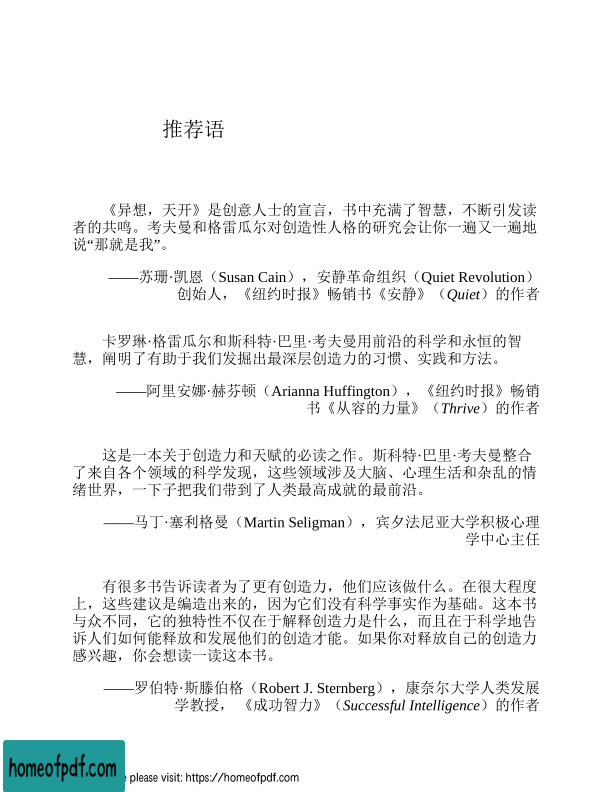 推荐语
《异想，天开》是创意人士的宣言，书中充满了智慧，不断引发读
者的共鸣。考夫曼和格雷瓜尔对创造性人格的研究会让你一遍又一遍地
说“那就是我”。
——苏珊·凯恩（Susan Cain），安静革命组织（Quiet Revolution）
创始人，《纽约时报》畅销书《安静》（Quiet）的作者
卡罗琳·格雷瓜尔和斯科特·巴里·考夫曼用前沿的科学和永恒的智
慧，阐明了有助于我们发掘出最深层创造力的习惯、实践和方法。
——阿里安娜·赫芬顿（Arianna Huffington），《纽约时报》畅销
书《从容的力量》（Thrive）的作者
这是一本关于创造力和天赋的必读之作。斯科特·巴里·考夫曼整合
了来自各个领域的科学发现，这些领域涉及大脑、心理生活和杂乱的情
绪世界，一下子把我们带到了人类最高成就的最前沿。
——马丁·塞利格曼（Martin Seligman），宾夕法尼亚大学积极心理
学中心主任
有很多书告诉读者为了更有创造力，他们应该做什么。在很大程度
上，这些建议是编造出来的，因为它们没有科学事实作为基础。这本书
与众不同，它的独特性不仅在于解释创造力是什么，而且在于科学地告
诉人们如何能释放和发展他们的创造才能。如果你对释放自己的创造力
感兴趣，你会想读一读这本书。
——罗伯特·斯滕伯格（Robert J. Sternberg），康奈尔大学人类发展
学教授， 《成功智力》（Successful Intelligence）的作者
homeofpdf.com
please visit: https://homeofpdf.com